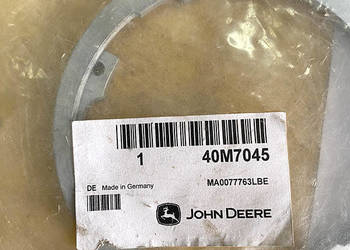 1 40M7045
MA0077763LBE
DE Made in Germany
JOHN DEERE